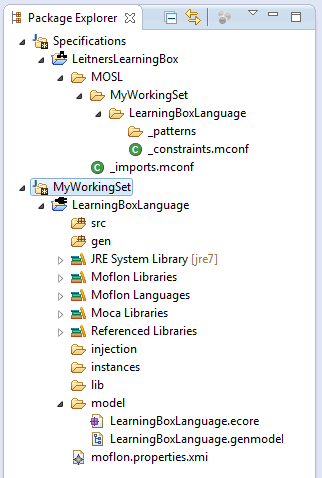 Package Explorer
Specifications
LeitnersLearningBox
MOSL
MyWorkingSet
LearningBoxLanguage
_patterns
_constraints.mconf
_imports.mconf
MyWorkingSet
LearningBoxLanguage
src
gen
JRE System Library [jre7]
Moflon Libraries
Moflon Languages
Moca Libraries
Referenced Libraries
injection
instances
lib
model
LearningBoxLanguage.ecore
LearningBoxLanguage.genmodel
moflon.properties.xmi